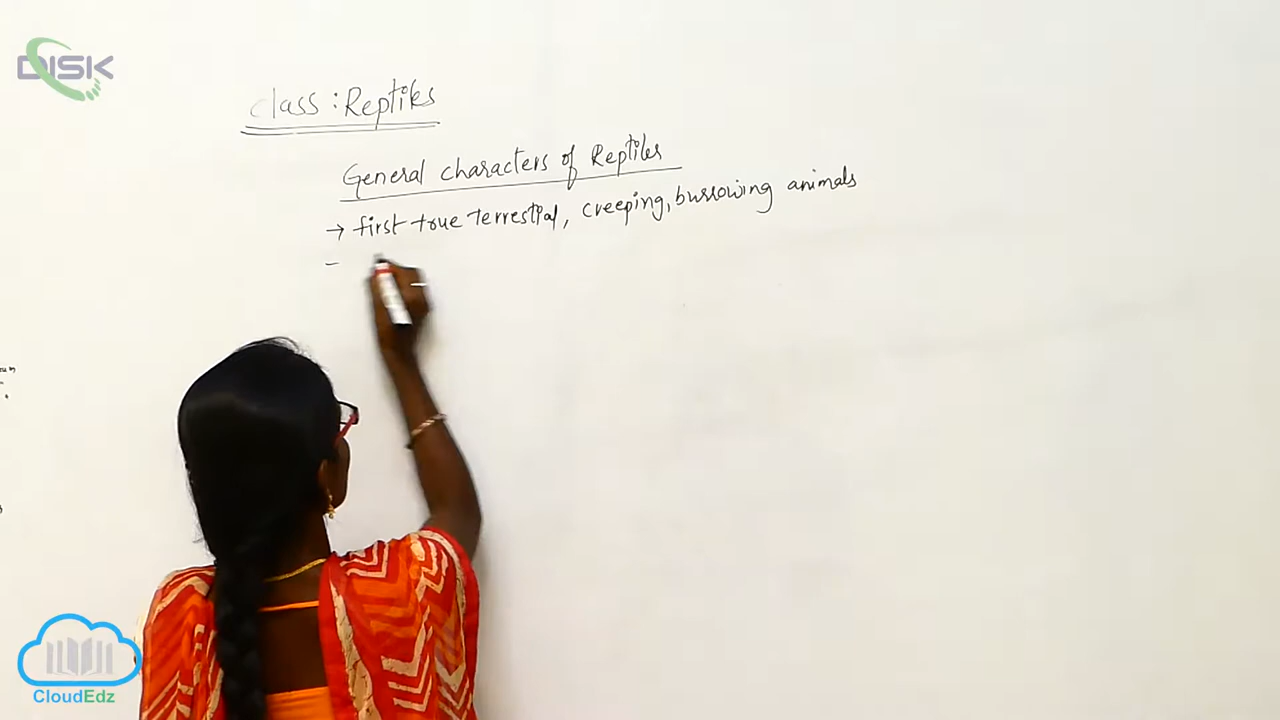 DISK
class : Reptiles
General characters of Reptiles
→ first true terrestrial, creeping, burrowing animals
-
CloudEdz